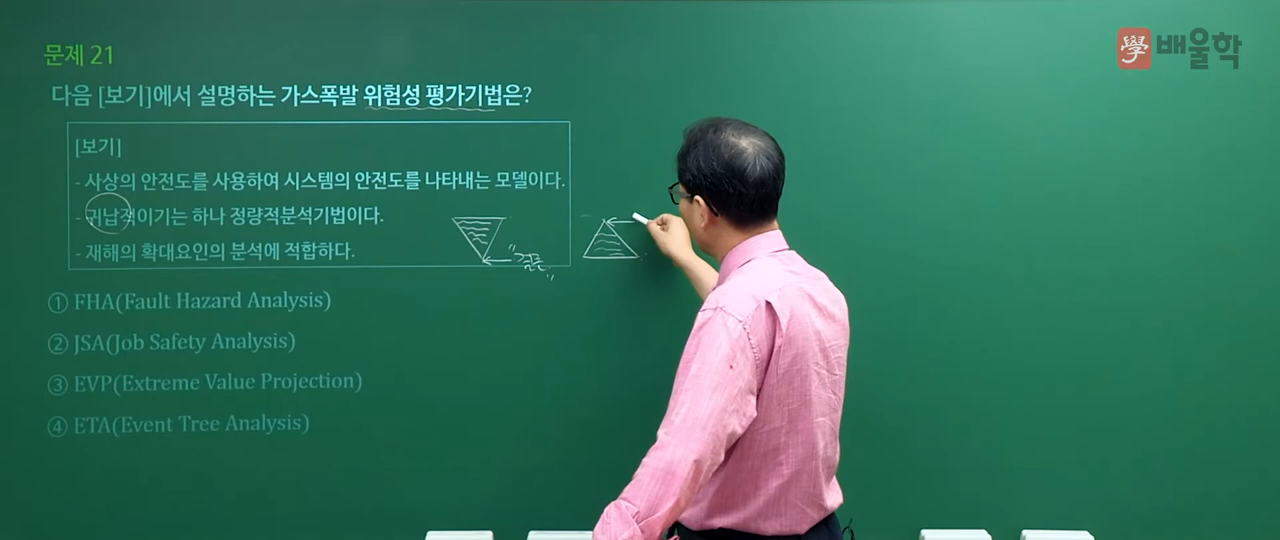 문제 21
學 배울학
다음 [보기]에서 설명하는 가스폭발 위험성 평가기법은?
[보기]
- 사상의 안전도를 사용하여 시스템의 안전도를 나타내는 모델이다.
- 귀납적이기는 하나 정량적분석기법이다.
- 재해의 확대요인의 분석에 적합하다.
"결론"
① FHA(Fault Hazard Analysis)
② JSA(Job Safety Analysis)
③ EVP(Extreme Value Projection)
④ ETA(Event Tree Analysis)